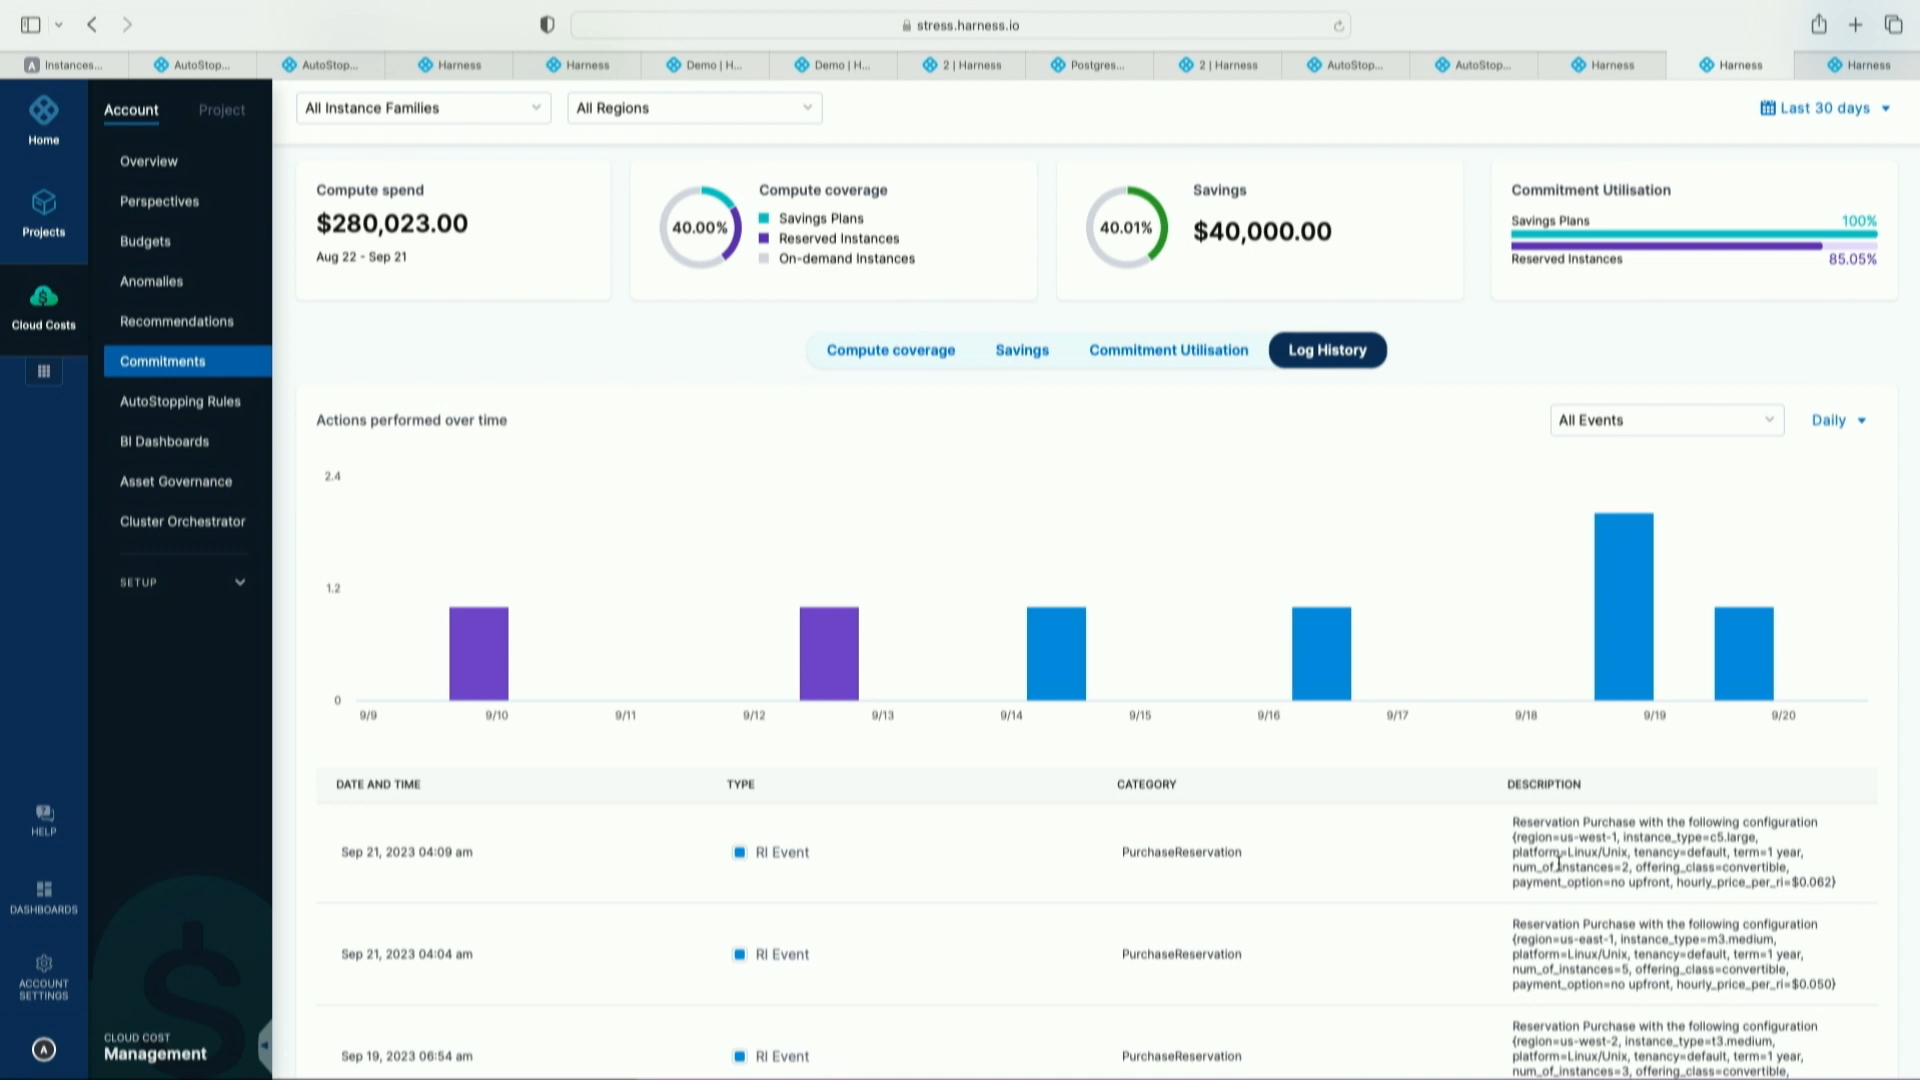 stress.harness.io
Instances...
AutoStop...
AutoStop...
Harness
Harness
Demo | H...
Demo | H...
2 | Harness
Postgres...
2 | Harness
AutoStop...
AutoStop...
Harness
Harness
Harness
Home
Projects
Cloud Costs
HELP
DASHBOARDS
ACCOUNT
SETTINGS
A
Account
Project
Overview
Perspectives
Budgets
Anomalies
Recommendations
Commitments
AutoStopping Rules
BI Dashboards
Asset Governance
Cluster Orchestrator
SETUP
CLOUD COST
Management
All Instance Families
All Regions
Last 30 days
Compute spend
$280,023.00
Aug 22 - Sep 21
40.00%
Compute coverage
Savings Plans
Reserved Instances
On-demand Instances
40.01%
Savings
$40,000.00
Commitment Utilisation
Savings Plans
100%
Reserved Instances
85.05%
Compute coverage
Savings
Commitment Utilisation
Log History
Actions performed over time
All Events
Daily
2.4
1.2
0
9/9
9/10
9/11
9/12
9/13
9/14
9/15
9/16
9/17
9/18
9/19
9/20
DATE AND TIME
TYPE
CATEGORY
DESCRIPTION
Sep 21, 2023 04:09 am
RI Event
PurchaseReservation
Reservation Purchase with the following configuration
{region=us-west-1, instance_type=c5.large,
platform=Linux/Unix, tenancy=default, term=1 year,
num_of_instances=2, offering_class=convertible,
payment_option=no upfront, hourly_price_per_ri=$0.062}
Sep 21, 2023 04:04 am
RI Event
PurchaseReservation
Reservation Purchase with the following configuration
{region=us-east-1, instance_type=m3.medium,
platform=Linux/Unix, tenancy=default, term=1 year,
num_of_instances=5, offering_class=convertible,
payment_option=no upfront, hourly_price_per_ri=$0.050}
Sep 19, 2023 06:54 am
RI Event
PurchaseReservation
Reservation Purchase with the following configuration
{region=us-west-2, instance_type=t3.medium,
platform=Linux/Unix, tenancy=default, term=1 year,
num_of_instances=3, offering_class=convertible,